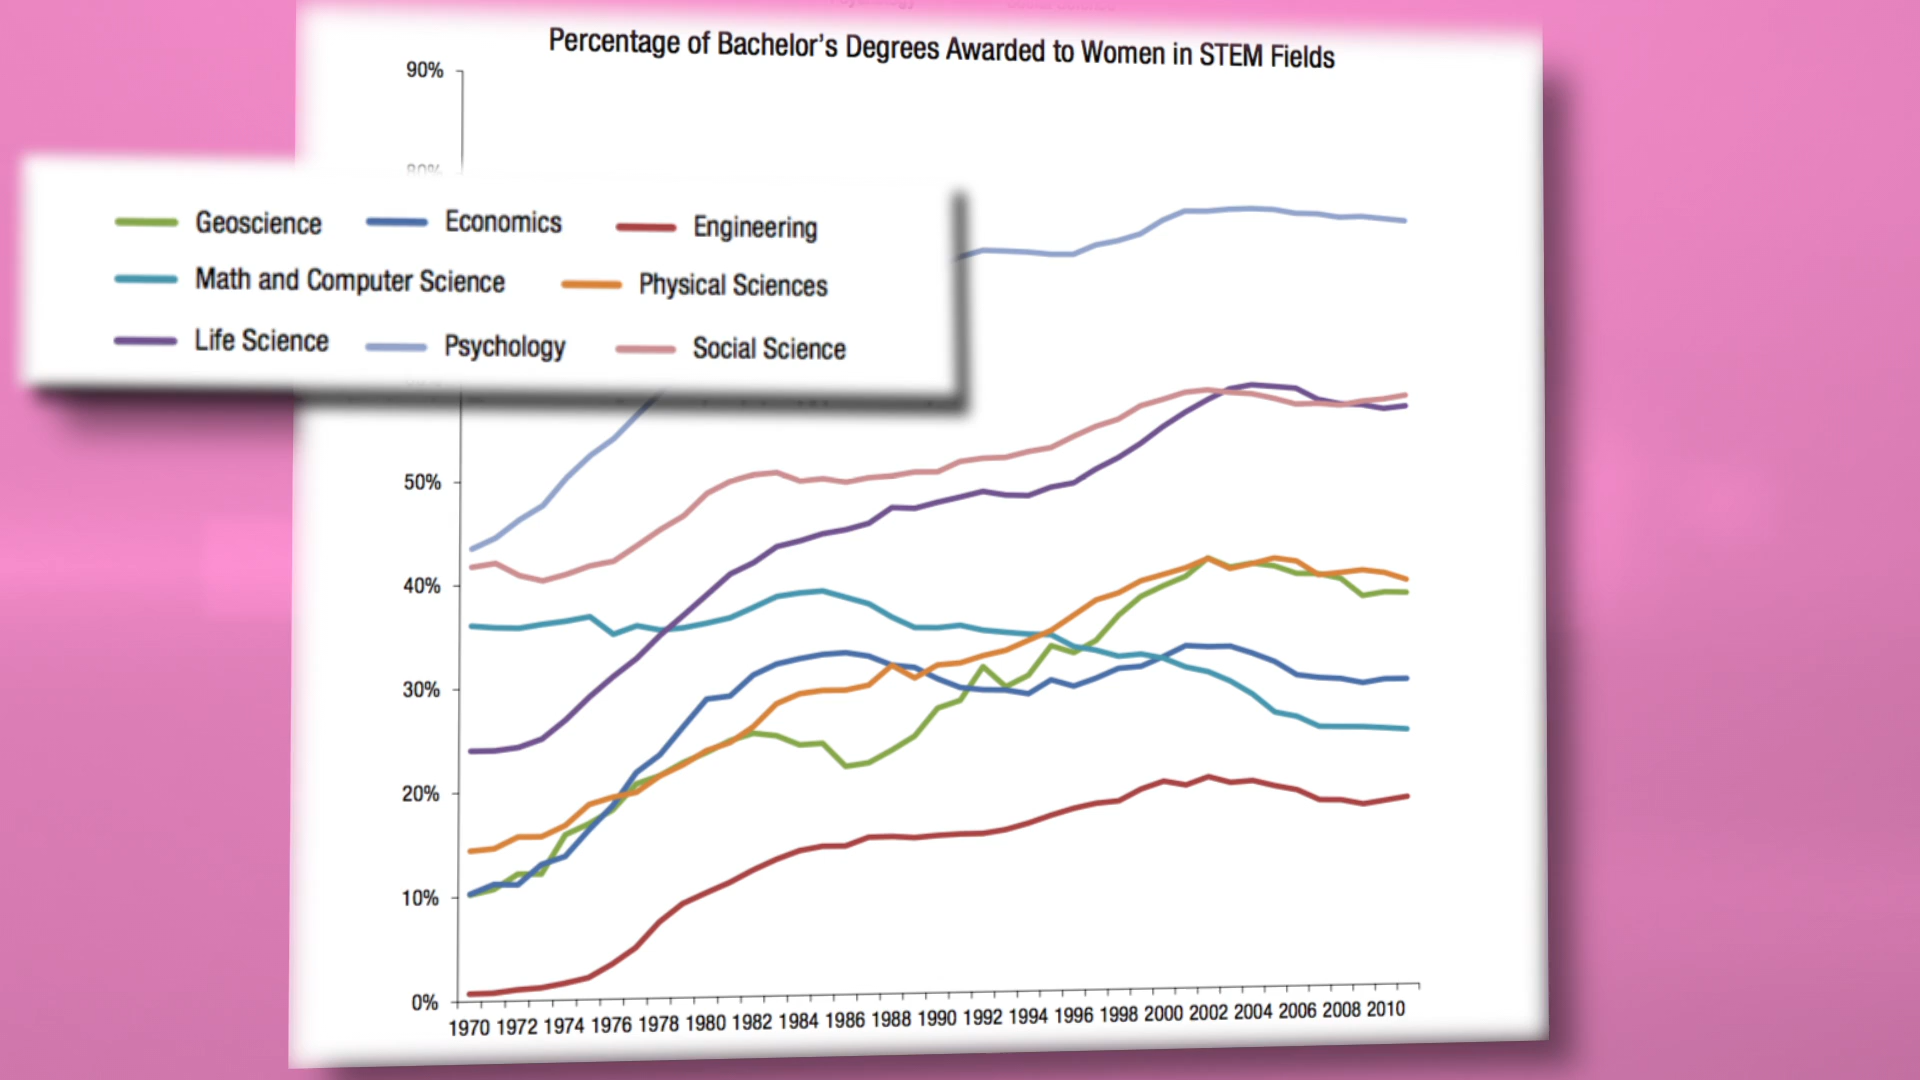 Percentage of Bachelor's Degrees Awarded to Women in STEM Fields
90%
80%
Geoscience Economics Engineering
Math and Computer Science Physical Sciences
Life Science Psychology Social Science
50%
40%
30%
20%
10%
0%
1970 1972 1974 1976 1978 1980 1982 1984 1986 1988 1990 1992 1994 1996 1998 2000 2002 2004 2006 2008 2010